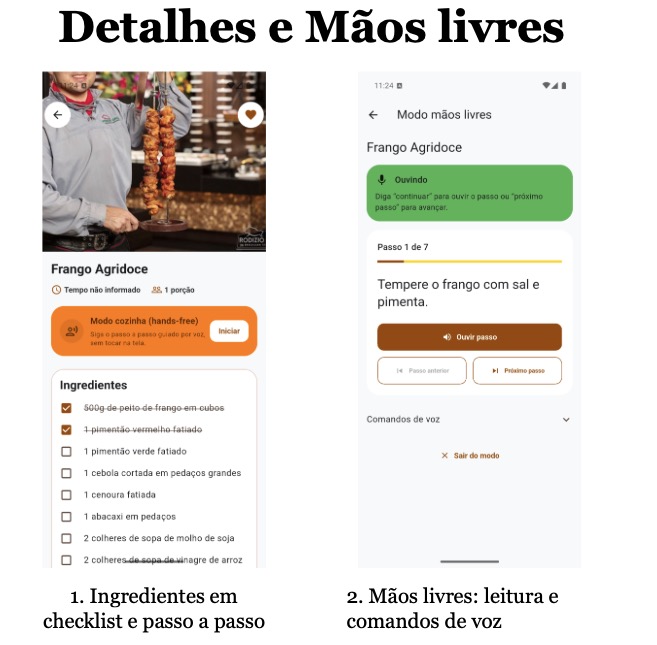 Detalhes e Mãos livres
11:24
RODIZIO
Frango Agridoce
Tempo não informado 1 porção
Modo cozinha (hands-free)
Siga o passo a passo guiado por voz,
sem tocar na tela.
Iniciar
Ingredientes
500g de peito de frango em cubos
1 pimentão vermelho fatiado
1 pimentão verde fatiado
1 cebola cortada em pedaços grandes
1 cenoura fatiada
1 abacaxi em pedaços
2 colheres de sopa de molho de soja
2 colheres de sopa de vinagre de arroz
1. Ingredientes em
checklist e passo a passo
11:24
Modo mãos livres
Frango Agridoce
Ouvindo
Diga "continuar" para ouvir o passo ou "próximo
passo" para avançar.
Passo 1 de 7
Tempere o frango com sal e
pimenta.
Ouvir passo
Passo anterior
Próximo passo
Comandos de voz
Sair do modo
2. Mãos livres: leitura e
comandos de voz